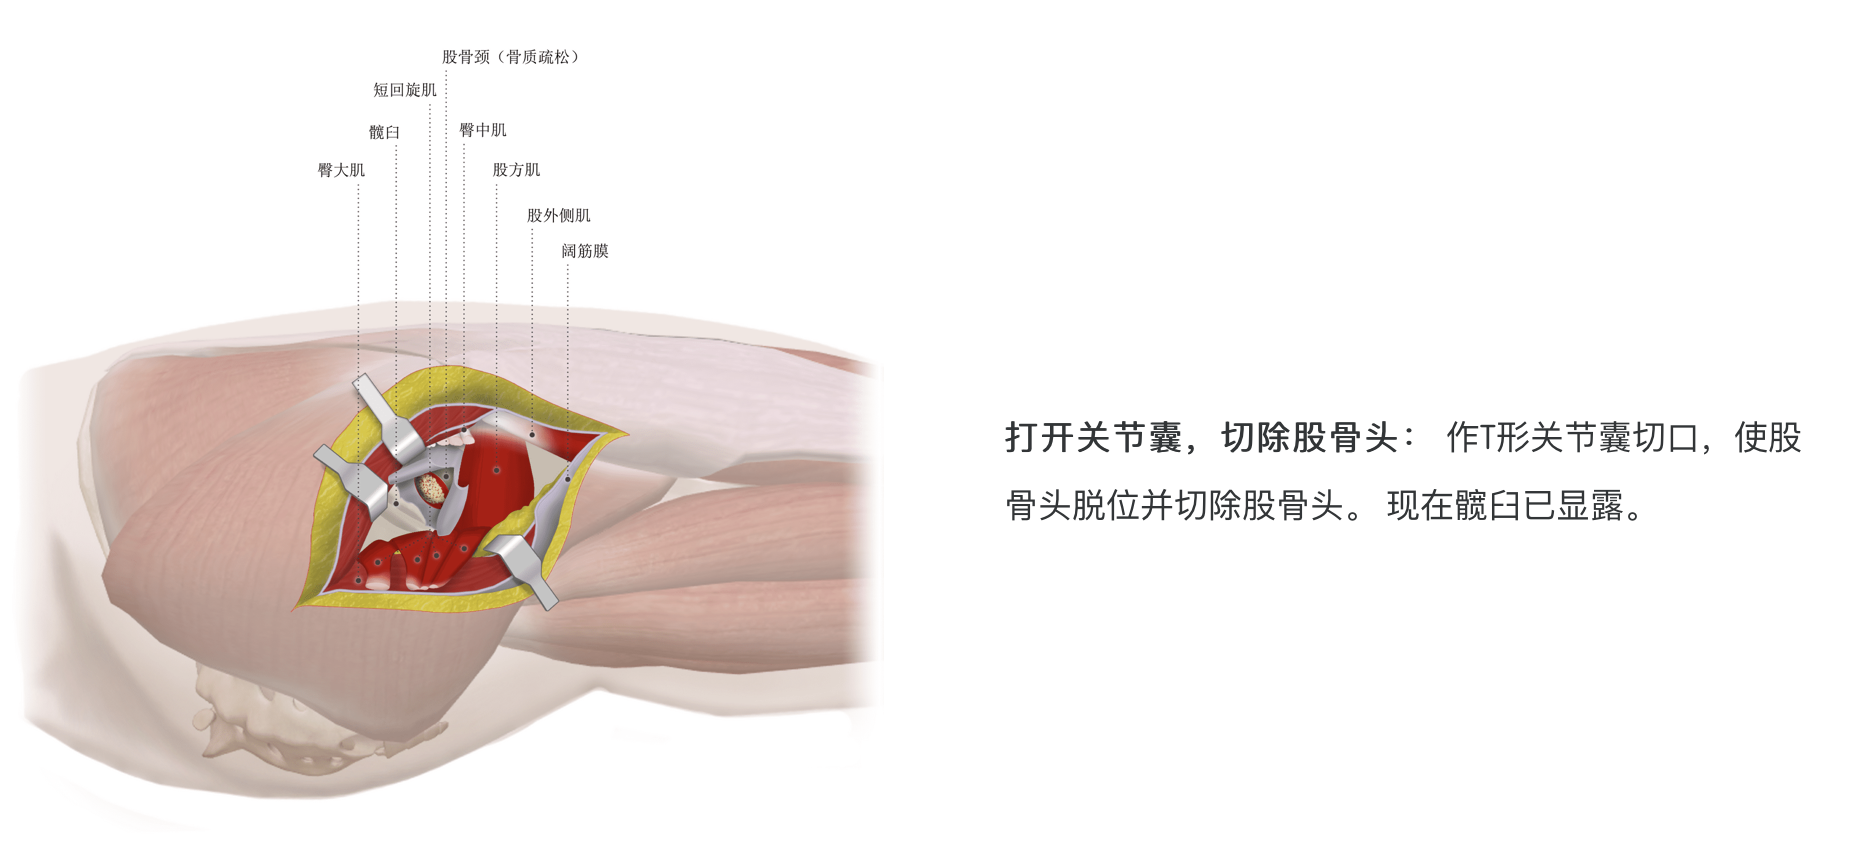 股骨颈（骨质疏松）
短回旋肌
髋臼
臀中肌
臀大肌
股方肌
股外侧肌
阔筋膜
打开关节囊，切除股骨头： 作T形关节囊切口，使股
骨头脱位并切除股骨头。 现在髋臼已显露。